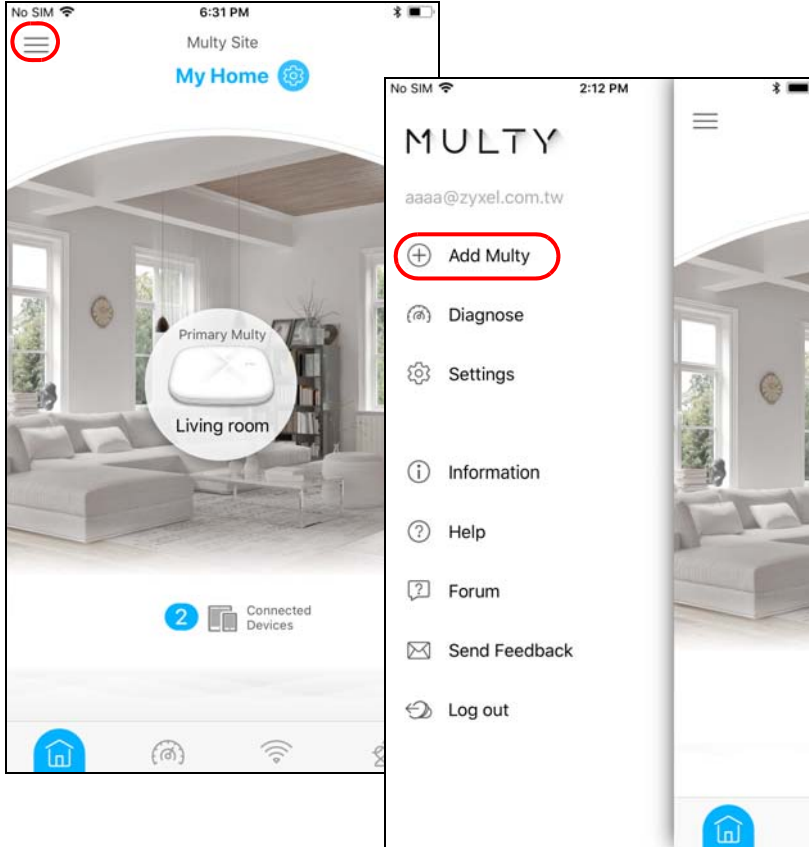 No SIM 6:31 PM
Multy Site
My Home
Primary Multy
Living room
2 Connected
Devices
No SIM 2:12 PM
MULTY
aaaa@zyxel.com.tw
Add Multy
Diagnose
Settings
Information
Help
Forum
Send Feedback
Log out